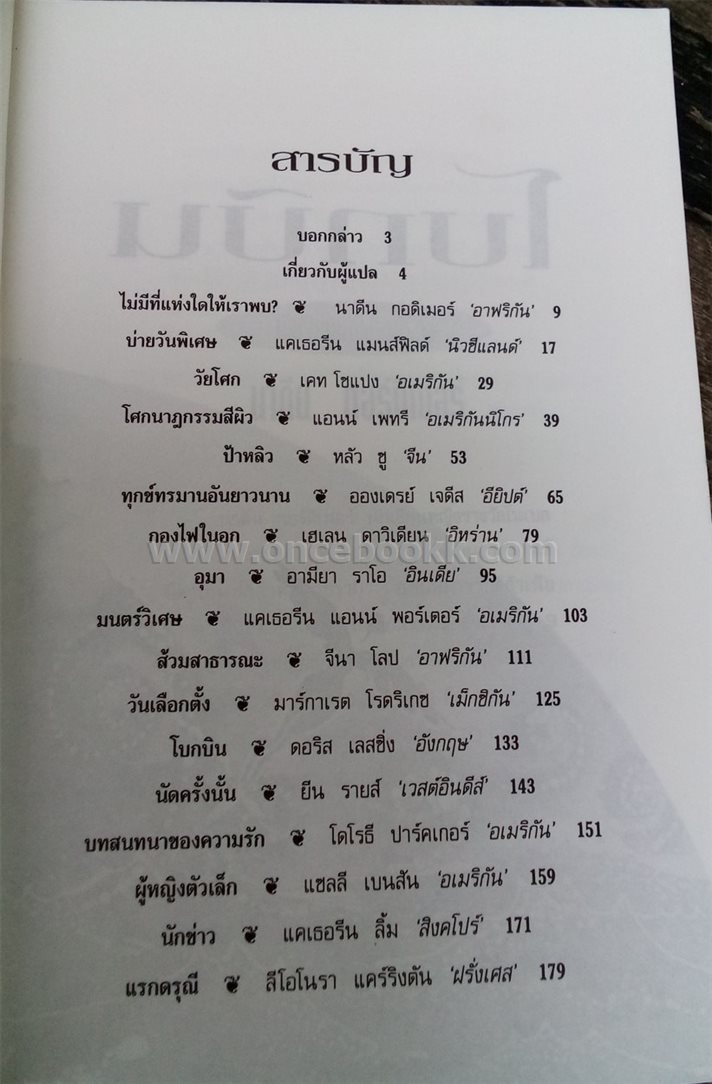 สารบัญ
บอกกล่าว 3
เกี่ยวกับผู้แปล 4
ไม่มีที่แห่งใดให้เราพบ? ❦ นาดีน กอดิเมอร์ 'อาฟริกัน' 9
บ่ายวันพิเศษ ❦ แคเธอรีน แมนส์ฟิลด์ 'นิวซีแลนด์' 17
วัยโศก ❦ เคท โชแปง 'อเมริกัน' 29
โศกนาฏกรรมสีผิว ❦ แอนน์ เพทรี 'อเมริกันนิโกร' 39
ป้าหลิว ❦ หลัว ซู 'จีน' 53
ทุกข์ทรมานอันยาวนาน ❦ อองเดรย์ เจดีส 'อียิปต์' 65
กองไฟในอก ❦ เฮเลน ดาวิเดียน 'อิหร่าน' 79
www.oncebookk.com
อุมา ❦ อามียา ราโอ 'อินเดีย' 95
มนตร์วิเศษ ❦ แคเธอรีน แอนน์ พอร์เตอร์ 'อเมริกัน' 103
ส้วมสาธารณะ ❦ จีนา โลป 'อาฟริกัน' 111
วันเลือกตั้ง ❦ มาร์กาเรต โรดริเกซ 'เม็กซิกัน' 125
โบกบิน ❦ ดอริส เลสซิ่ง 'อังกฤษ' 133
นัดครั้งนั้น ❦ ยีน รายส์ 'เวสต์อินดีส์' 143
บทสนทนาของความรัก ❦ โดโรธี ปาร์คเกอร์ 'อเมริกัน' 151
ผู้หญิงตัวเล็ก ❦ แซลลี เบนสัน 'อเมริกัน' 159
นักข่าว ❦ แคเธอรีน ลิ้ม 'สิงคโปร์' 171
แรกดรุณี ❦ ลีโอโนรา แคร์ริงตัน 'ฝรั่งเศส' 179